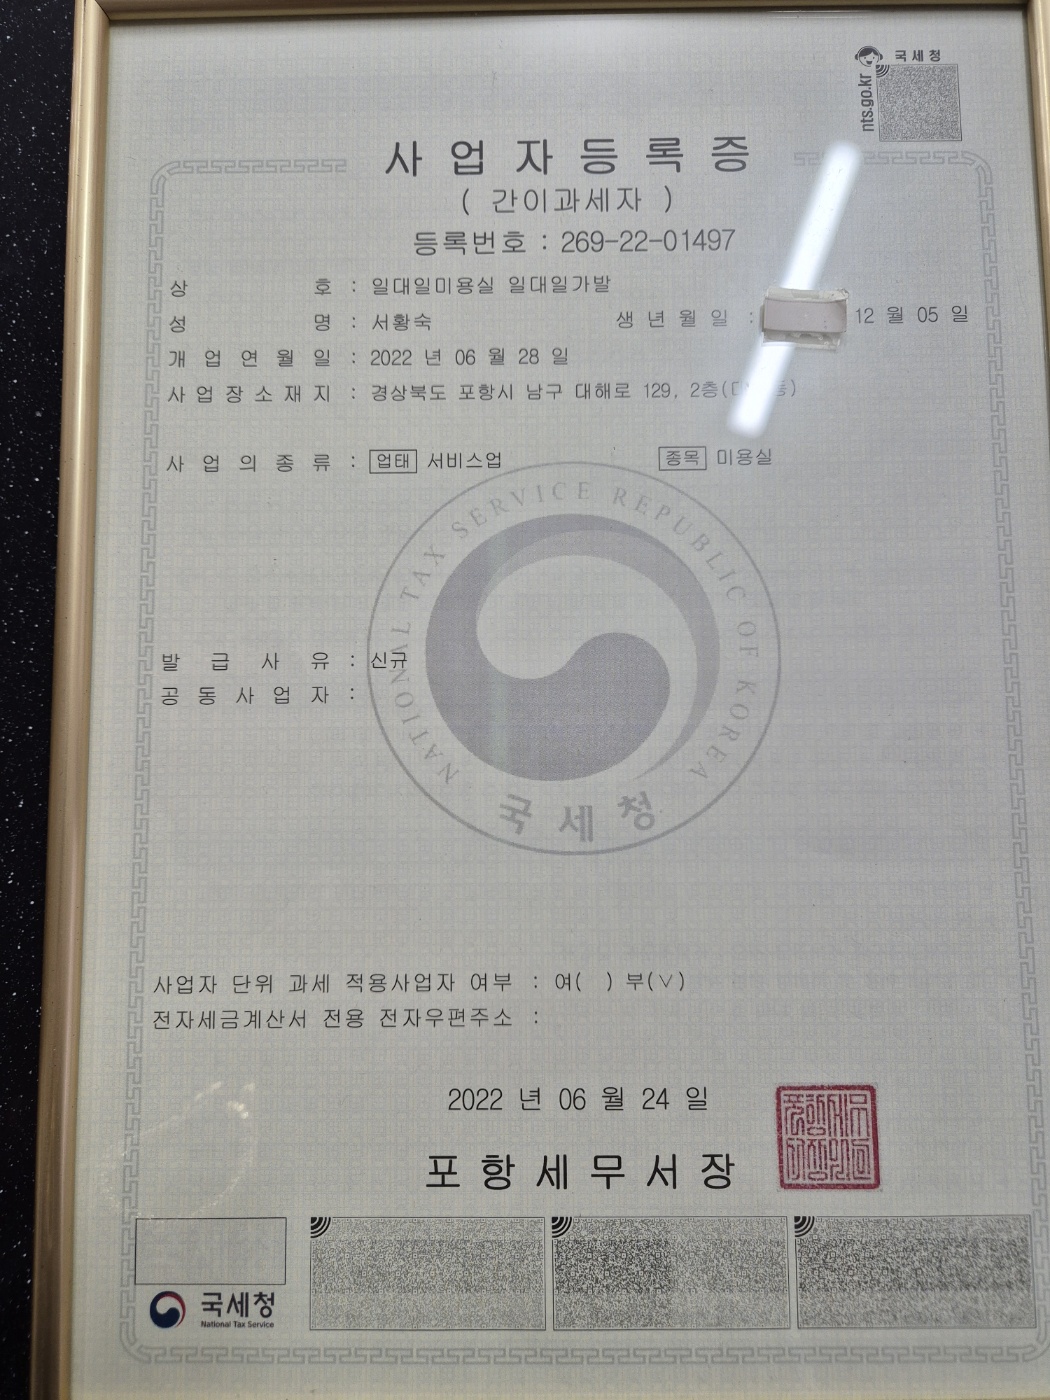 국세청
nts.go.kr
사업자등록증
( 간이과세자 )
등록번호 : 269-22-01497
상 호 : 일대일미용실 일대일가발
성 명 : 서황숙 생 년 월 일 : 12 월 05 일
개 업 연 월 일 : 2022 년 06 월 28 일
사 업 장 소 재 지 : 경상북도 포항시 남구 대해로 129, 2층(
사 업 의 종 류 : 업태 서비스업 종목 미용실
NATIONAL TAX SERVICE REPUBLIC OF KOREA
발 급 사 유 : 신규
공 동 사 업 자 :
국세청
사업자 단위 과세 적용사업자 여부 : 여( ) 부(∨)
전자세금계산서 전용 전자우편주소 :
2022 년 06 월 24 일
포항세무서장
국세청
National Tax Service